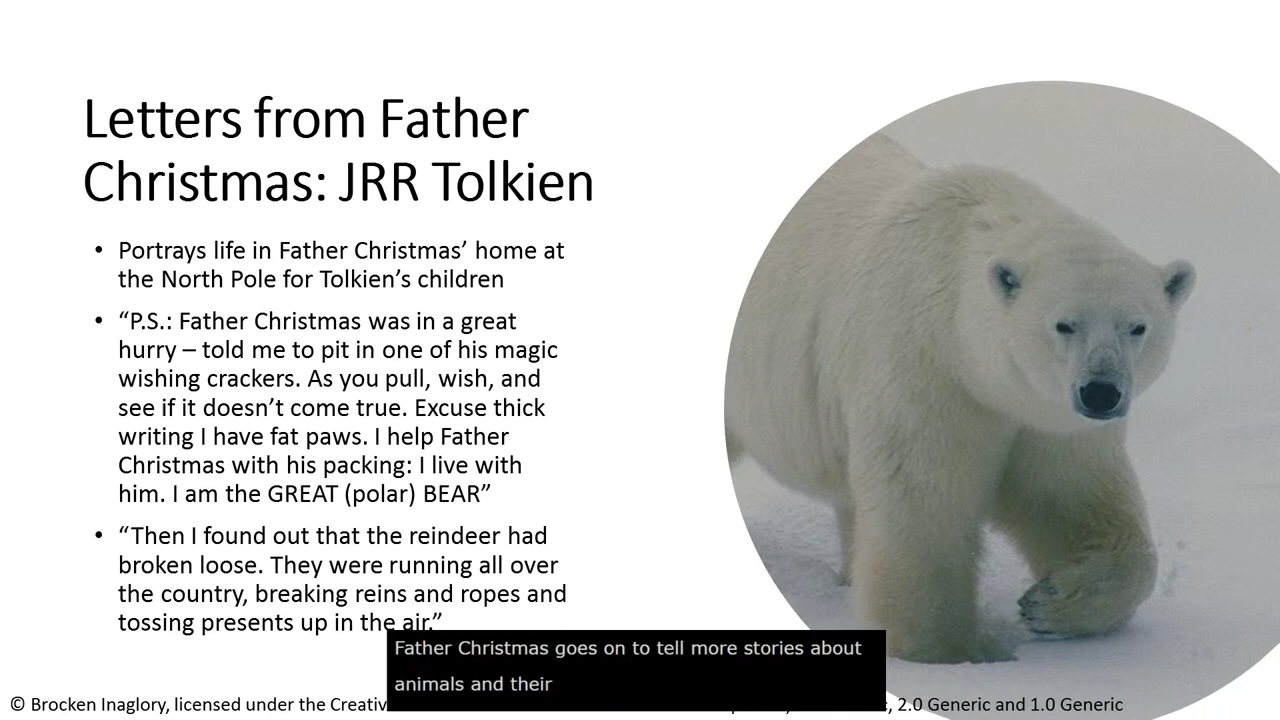 Letters from Father
Christmas: JRR Tolkien
• Portrays life in Father Christmas’ home at
the North Pole for Tolkien’s children
• “P.S.: Father Christmas was in a great
hurry – told me to pit in one of his magic
wishing crackers. As you pull, wish, and
see if it doesn’t come true. Excuse thick
writing I have fat paws. I help Father
Christmas with his packing: I live with
him. I am the GREAT (polar) BEAR”
• “Then I found out that the reindeer had
broken loose. They were running all over
the country, breaking reins and ropes and
tossing presents up in the air.”
Father Christmas goes on to tell more stories about
animals and their
© Brocken Inaglory, licensed under the 2.0 Generic and 1.0 Generic